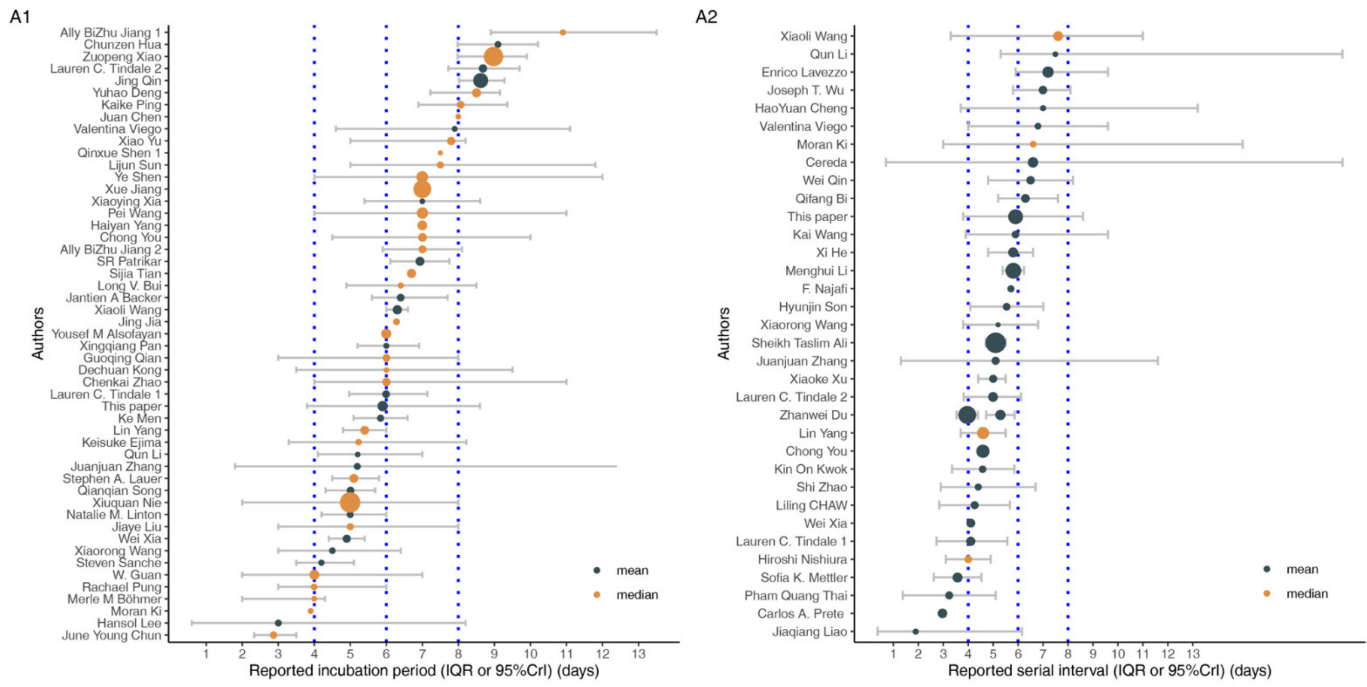 A1
Authors
Ally BiZhu Jiang 1
Chunzen Hua
Zuopeng Xiao
Lauren C. Tindale 2
Jing Qin
Yuhao Deng
Kaike Ping
Juan Chen
Valentina Viego
Xiao Yu
Qinxue Shen 1
Lijun Sun
Ye Shen
Xue Jiang
Xiaoying Xia
Pei Wang
Haiyan Yang
Chong You
Ally BiZhu Jiang 2
SR Patrikar
Sijia Tian
Long V. Bui
Jantien A Backer
Xiaoli Wang
Jing Jia
Yousef M Alsofayan
Xingqiang Pan
Guoqing Qian
Dechuan Kong
Chenkai Zhao
Lauren C. Tindale 1
This paper
Ke Men
Lin Yang
Keisuke Ejima
Qun Li
Juanjuan Zhang
Stephen A. Lauer
Qianqian Song
Xiuquan Nie
Natalie M. Linton
Jiaye Liu
Wei Xia
Xiaorong Wang
Steven Sanche
W. Guan
Rachael Pung
Merle M Böhmer
Moran Ki
Hansol Lee
June Young Chun
mean
median
1 2 3 4 5 6 7 8 9 10 11 12 13
Reported incubation period (IQR or 95%CrI) (days)
A2
Authors
Xiaoli Wang
Qun Li
Enrico Lavezzo
Joseph T. Wu
HaoYuan Cheng
Valentina Viego
Moran Ki
Cereda
Wei Qin
Qifang Bi
This paper
Kai Wang
Xi He
Menghui Li
F. Najafi
Hyunjin Son
Xiaorong Wang
Sheikh Taslim Ali
Juanjuan Zhang
Xiaoke Xu
Lauren C. Tindale 2
Zhanwei Du
Lin Yang
Chong You
Kin On Kwok
Shi Zhao
Liling CHAW
Wei Xia
Lauren C. Tindale 1
Hiroshi Nishiura
Sofia K. Mettler
Pham Quang Thai
Carlos A. Prete
Jiaqiang Liao
mean
median
1 2 3 4 5 6 7 8 9 10 11 12 13
Reported serial interval (IQR or 95%CrI) (days)